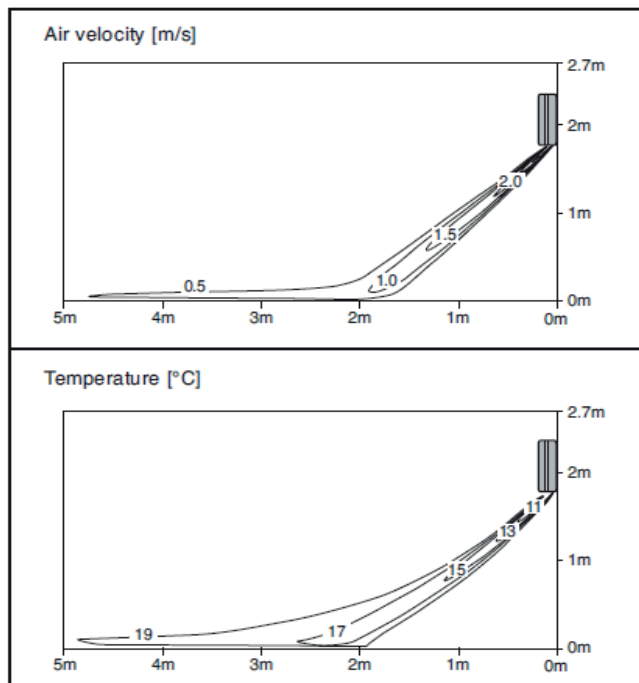 Air velocity [m/s]
2.7m
2m
2.0
1.5
1m
0.5
1.0
0m
5m 4m 3m 2m 1m 0m
Temperature [°C]
2.7m
2m
11
13
1m
15
19
17
0m
5m 4m 3m 2m 1m 0m